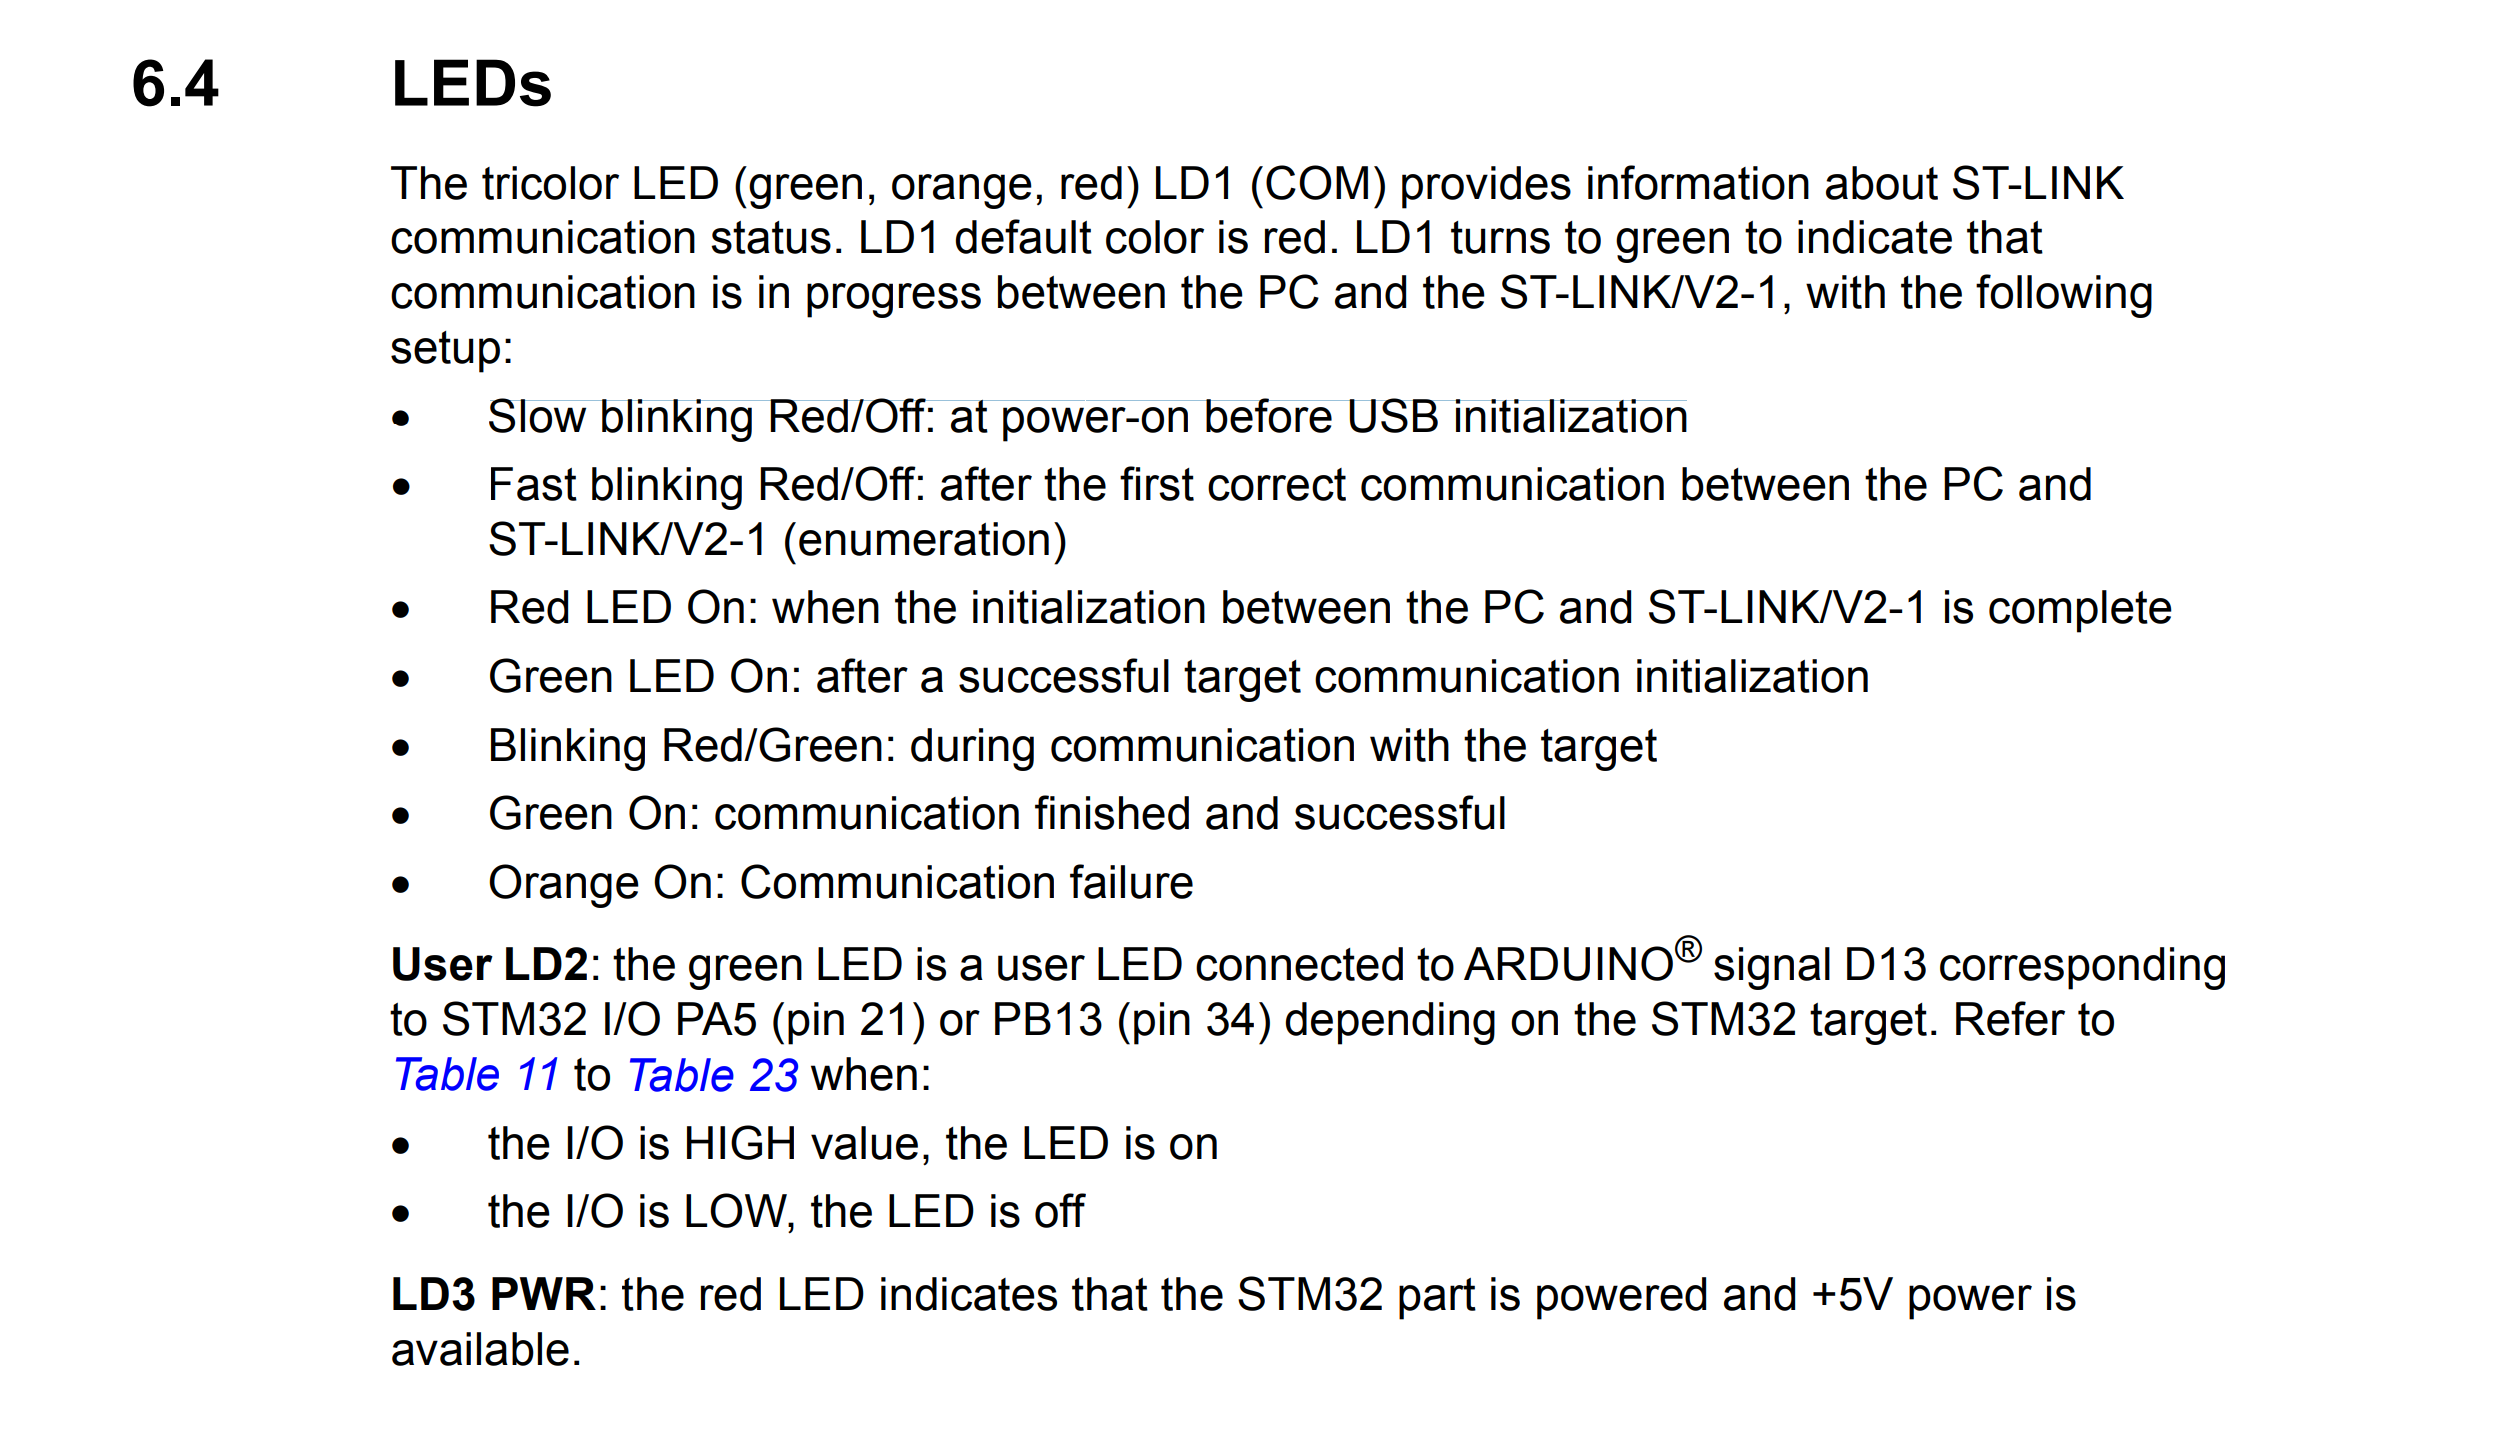 6.4 LEDs
The tricolor LED (green, orange, red) LD1 (COM) provides information about ST-LINK
communication status. LD1 default color is red. LD1 turns to green to indicate that
communication is in progress between the PC and the ST-LINK/V2-1, with the following
setup:
• Slow blinking Red/Off: at power-on before USB initialization
• Fast blinking Red/Off: after the first correct communication between the PC and
ST-LINK/V2-1 (enumeration)
• Red LED On: when the initialization between the PC and ST-LINK/V2-1 is complete
• Green LED On: after a successful target communication initialization
• Blinking Red/Green: during communication with the target
• Green On: communication finished and successful
• Orange On: Communication failure
User LD2: the green LED is a user LED connected to ARDUINO® signal D13 corresponding
to STM32 I/O PA5 (pin 21) or PB13 (pin 34) depending on the STM32 target. Refer to
Table 11 to Table 23 when:
• the I/O is HIGH value, the LED is on
• the I/O is LOW, the LED is off
LD3 PWR: the red LED indicates that the STM32 part is powered and +5V power is
available.